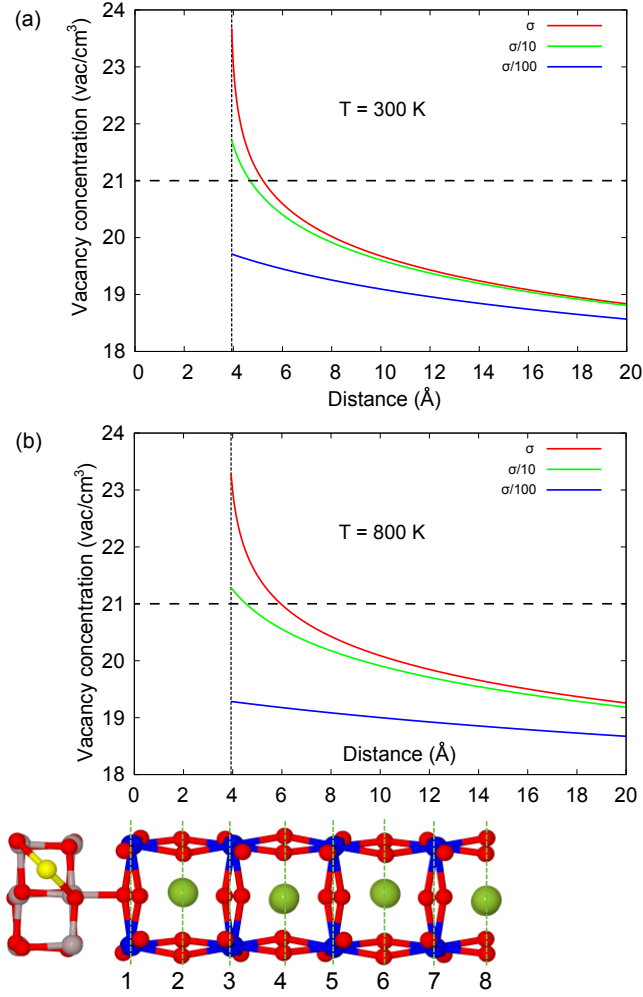 (a)
24
23
22
21
20
19
18
Vacancy concentration (vac/cm³)
σ
σ/10
σ/100
T = 300 K
0 2 4 6 8 10 12 14 16 18 20
Distance (Å)
(b)
24
23
22
21
20
19
18
Vacancy concentration (vac/cm³)
σ
σ/10
σ/100
T = 800 K
Distance (Å)
0 2 4 6 8 10 12 14 16 18 20
1 2 3 4 5 6 7 8